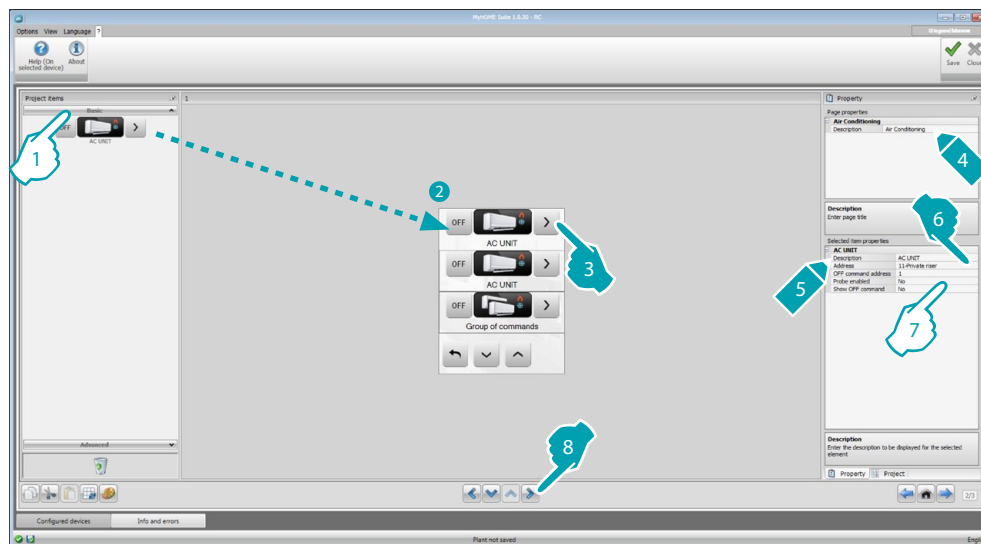 MyHOME Suite 1.0.30 - RC
Options View Language ?
Help (On selected device)
About
Save
Close
Project items
Basic
OFF
AC UNIT
1
Advanced
1
2
OFF
AC UNIT
OFF
AC UNIT
OFF
Group of commands
3
Property
Page properties
Air Conditioning
Description Air Conditioning
4
Description
Enter page title
6
Selected item properties
AC UNIT
Description AC UNIT
Address 11-Private riser
OFF command address 1
Probe enabled No
Show OFF command No
5
7
Description
Enter the description to be displayed for the selected
element
Property
Project
8
2/3
Configured devices
Info and errors
Plant not saved
Engli